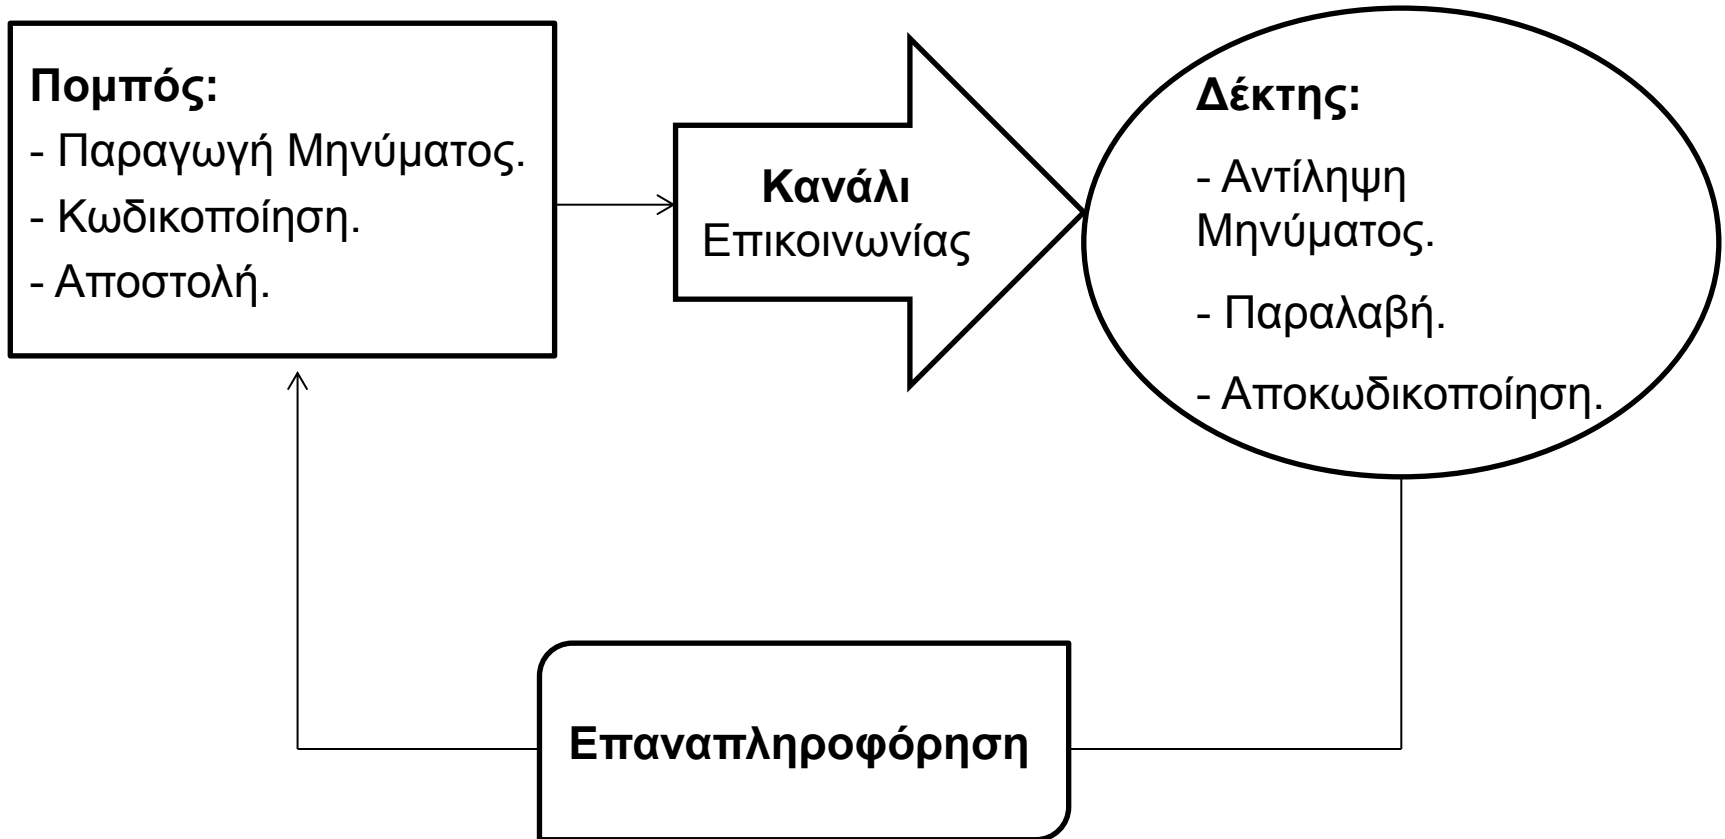 Πομπός:
- Παραγωγή Μηνύματος.
- Κωδικοποίηση.
- Αποστολή.
Κανάλι
Επικοινωνίας
Δέκτης:
- Αντίληψη
Μηνύματος.
- Παραλαβή.
- Αποκωδικοποίηση.
Επαναπληροφόρηση